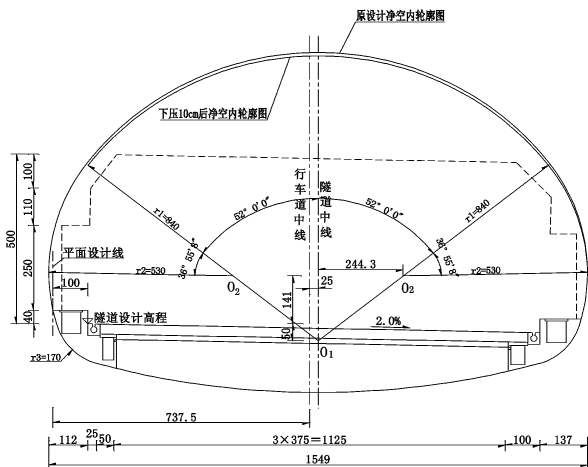 原设计净空内轮廓图
下压10cm后净空内轮廓图
行车道中线
隧道中线
52° 0'0"
52° 0'0"
r1=840
r1=840
36° 55'8"
36° 55'8"
100
110
500
250
40
平面设计线
r2=530
r2=530
O2
O2
244.3
25
141
50
100
隧道设计高程
2.0%
O1
r3=170
737.5
112
25
50
3×375=1125
100
137
1549